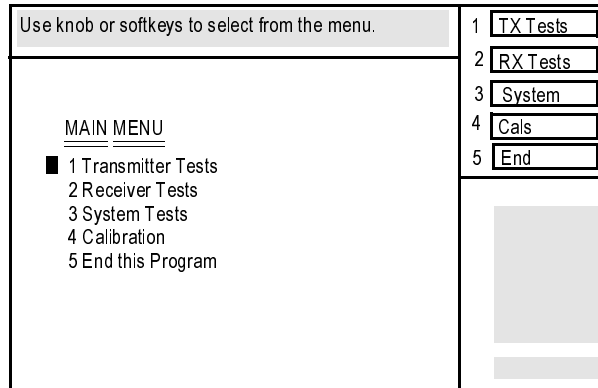 Use knob or softkeys to select from the menu.
MAIN MENU
1 Transmitter Tests
2 Receiver Tests
3 System Tests
4 Calibration
5 End this Program
1 TX Tests
2 RX Tests
3 System
4 Cals
5 End